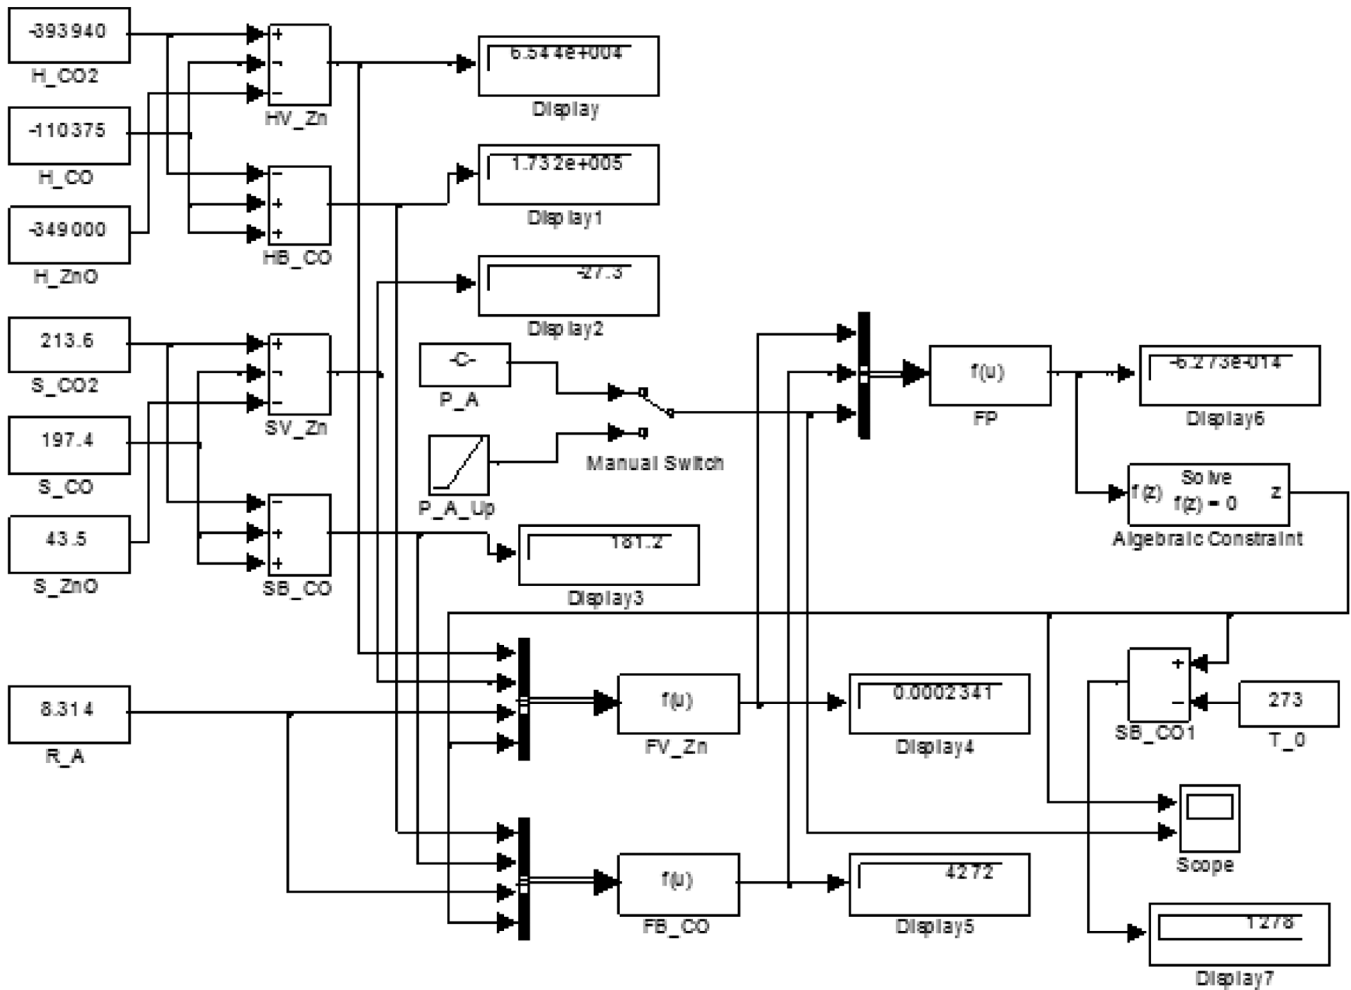 -393940
H_CO2
-110375
H_CO
-349000
H_ZnO
213.6
S_CO2
197.4
S_CO
43.5
S_ZnO
8.314
R_A
+
-
-
HV_Zn
-
+
+
HB_CO
+
-
-
SV_Zn
-
+
+
SB_CO
6.544e+004
Display
1.732e+005
Display1
-27.3
Display2
-C-
P_A
P_A_Up
Manual Switch
181.2
Display3
f(u)
FP
-6.273e-014
Display6
f(z)
Solve
f(z) = 0
z
Algebraic Constraint
f(u)
FV_Zn
0.0002341
Display4
f(u)
FB_CO
4272
Display5
+
-
SB_CO1
273
T_0
Scope
1278
Display7